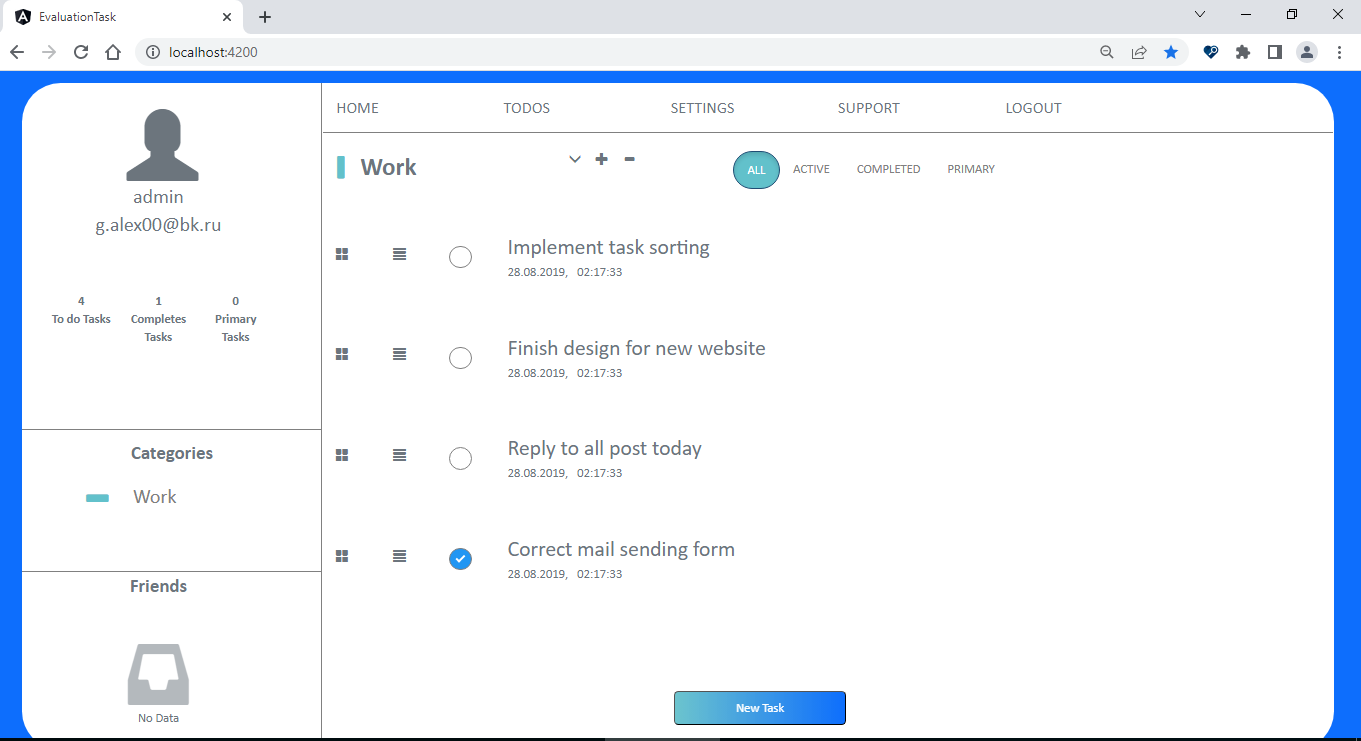 EvaluationTask
localhost:4200
HOME TODOS SETTINGS SUPPORT LOGOUT
admin
g.alex00@bk.ru
4 1 0
To do Tasks Completes Tasks Primary Tasks
Categories
Work
Friends
No Data
Work
ALL ACTIVE COMPLETED PRIMARY
Implement task sorting
28.08.2019, 02:17:33
Finish design for new website
28.08.2019, 02:17:33
Reply to all post today
28.08.2019, 02:17:33
Correct mail sending form
28.08.2019, 02:17:33
New Task